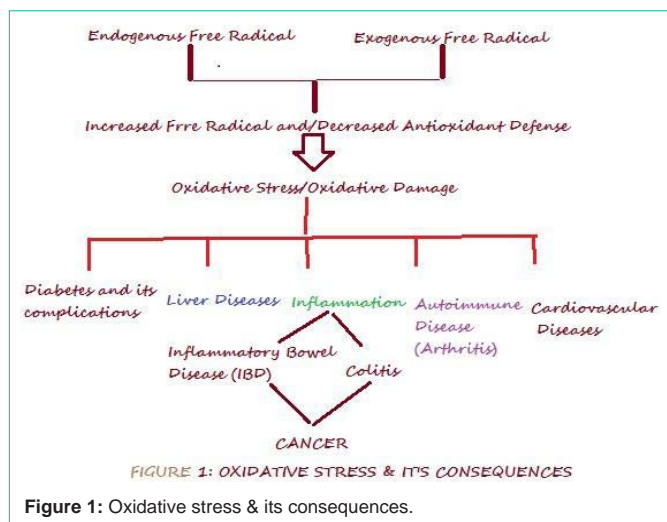 Endogenous Free Radical Exogenous Free Radical
Increased Frre Radical and/Decreased Antioxidant Defense
Oxidative Stress/Oxidative Damage
Diabetes and its
complications
Liver Diseases
Inflammation
Autoimmune
Disease
(Arthritis)
Cardiovascular
Diseases
Inflammatory Bowel
Disease (IBD)
Colitis
CANCER
FIGURE 1: OXIDATIVE STRESS & IT'S CONSEQUENCES
Figure 1: Oxidative stress & its consequences.